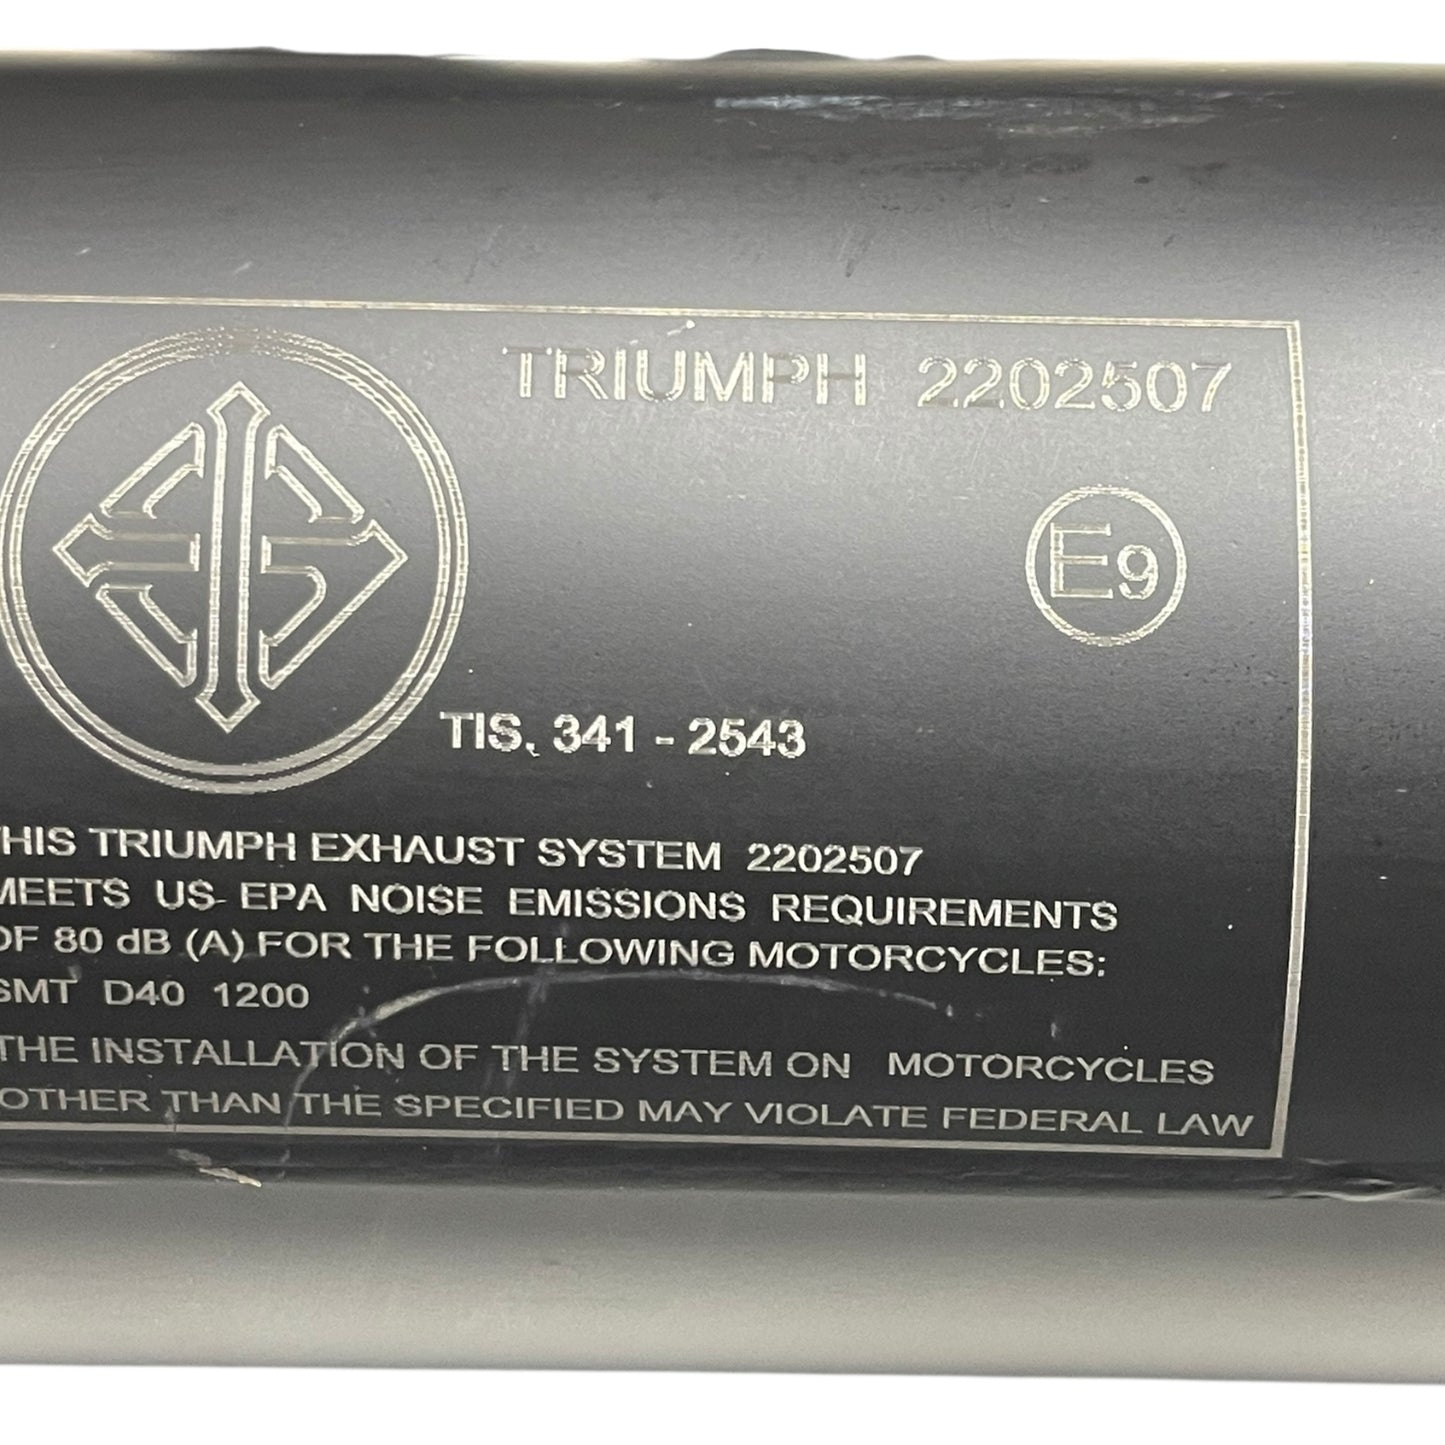 TRIUMPH 2202507
E9
TIS. 341 - 2543
THIS TRIUMPH EXHAUST SYSTEM 2202507
MEETS US EPA NOISE EMISSIONS REQUIREMENTS
OF 80 dB (A) FOR THE FOLLOWING MOTORCYCLES:
SMT D40 1200
THE INSTALLATION OF THE SYSTEM ON MOTORCYCLES
OTHER THAN THE SPECIFIED MAY VIOLATE FEDERAL LAW